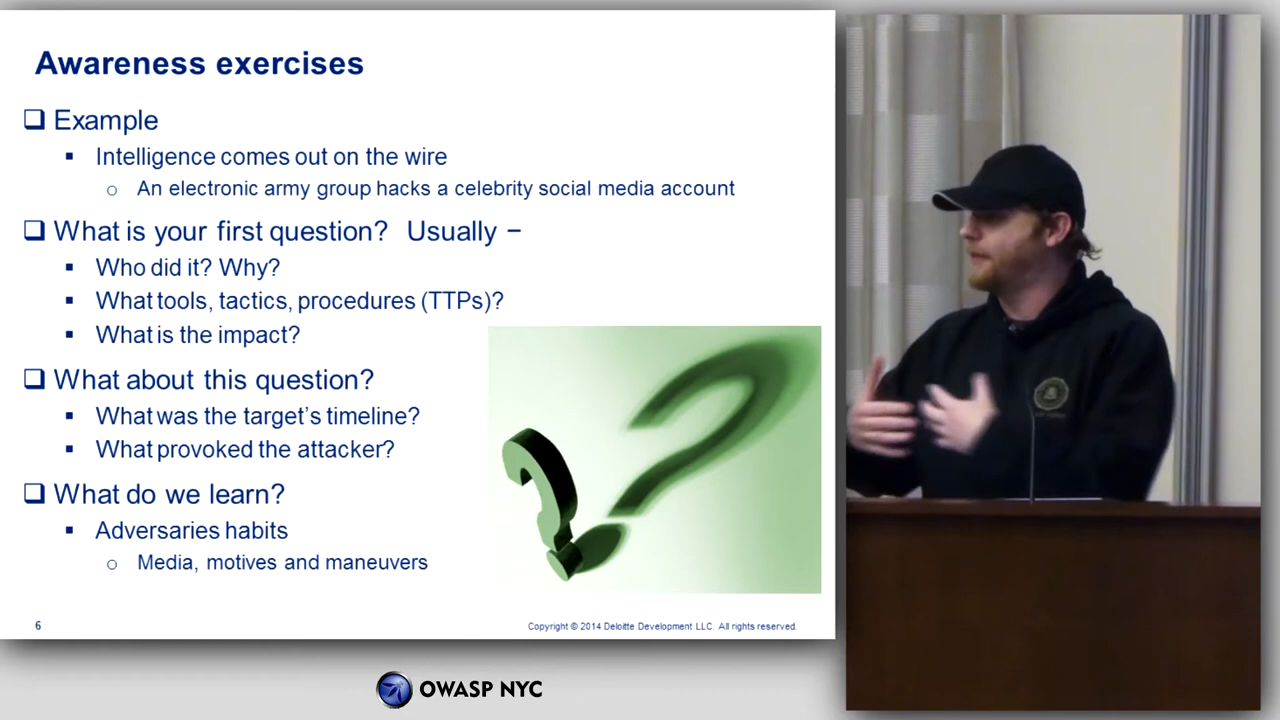 Awareness exercises
❑ Example
▪ Intelligence comes out on the wire
o An electronic army group hacks a celebrity social media account
❑ What is your first question? Usually –
▪ Who did it? Why?
▪ What tools, tactics, procedures (TTPs)?
▪ What is the impact?
❑ What about this question?
▪ What was the target's timeline?
▪ What provoked the attacker?
❑ What do we learn?
▪ Adversaries habits
o Media, motives and maneuvers
6
Copyright © 2014 Deloitte Development LLC. All rights reserved.
OWASP NYC